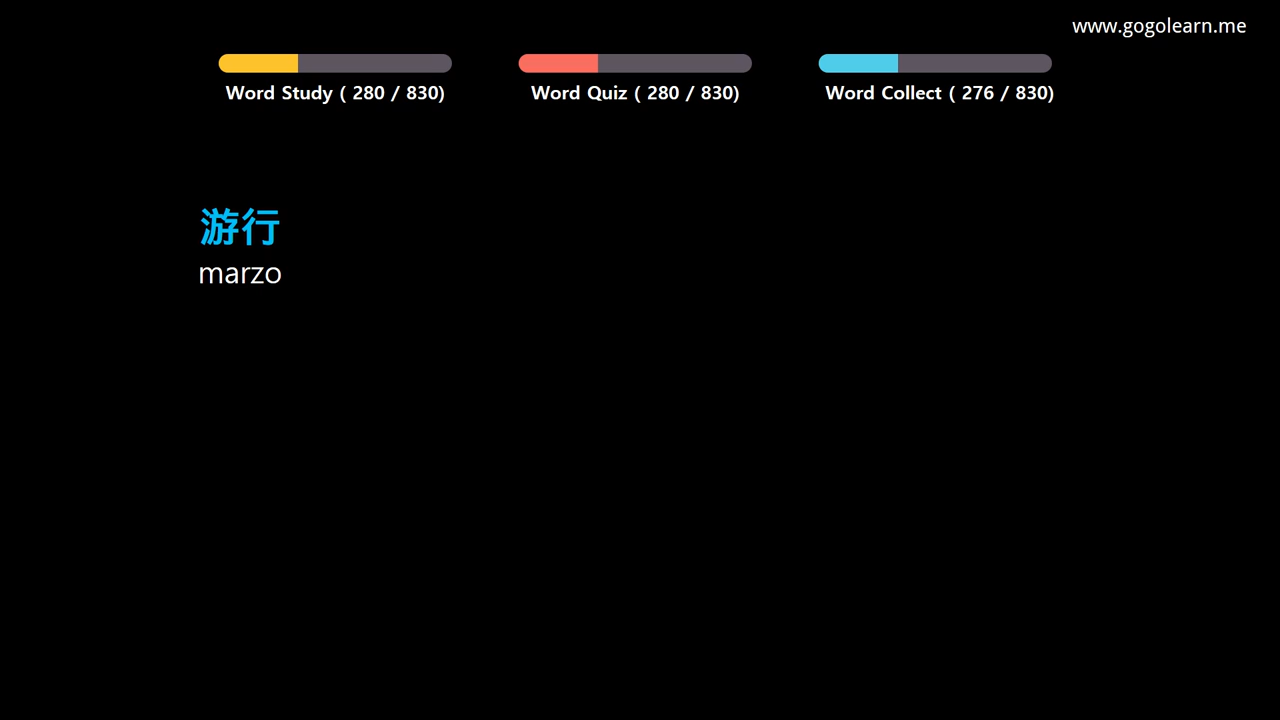 www.gogolearn.me
Word Study ( 280 / 830)
Word Quiz ( 280 / 830)
Word Collect ( 276 / 830)
游行
marzo